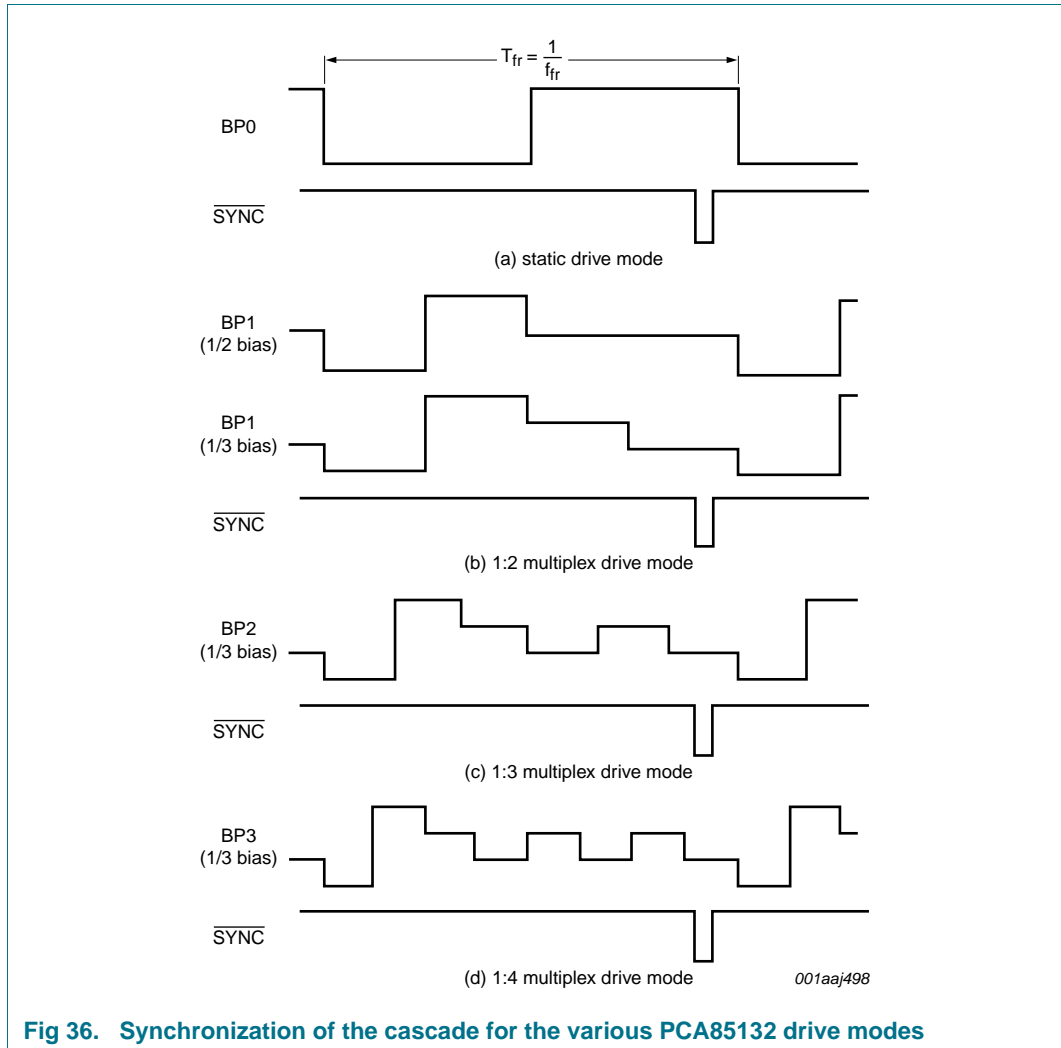 T_fr = 1/f_fr
BP0
SYNC
(a) static drive mode
BP1
(1/2 bias)
BP1
(1/3 bias)
SYNC
(b) 1:2 multiplex drive mode
BP2
(1/3 bias)
SYNC
(c) 1:3 multiplex drive mode
BP3
(1/3 bias)
SYNC
(d) 1:4 multiplex drive mode
001aaj498
Fig 36. Synchronization of the cascade for the various PCA85132 drive modes